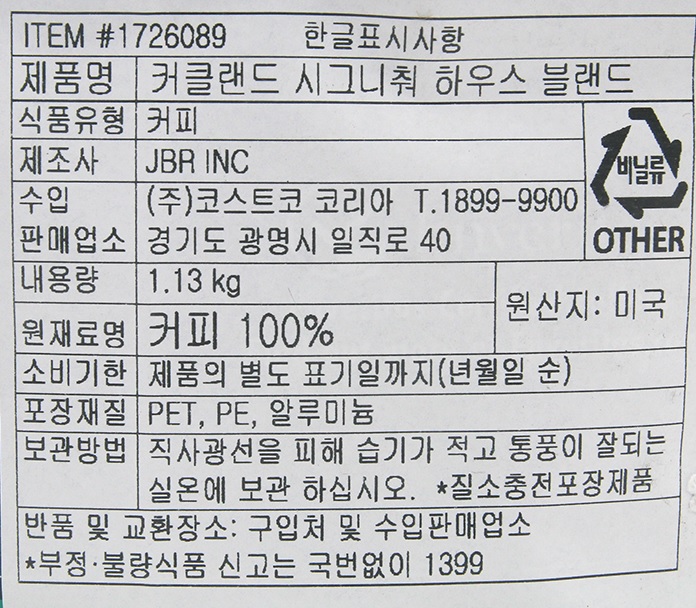 ITEM #1726089 한글표시사항
제품명 커클랜드 시그니춰 하우스 블랜드
식품유형 커피
제조사 JBR INC
수입 (주)코스트코 코리아 T.1899-9900
판매업소 경기도 광명시 일직로 40
비닐류
OTHER
내용량 1.13 kg
원산지: 미국
원재료명 커피 100%
소비기한 제품의 별도 표기일까지(년월일 순)
포장재질 PET, PE, 알루미늄
보관방법 직사광선을 피해 습기가 적고 통풍이 잘되는
실온에 보관 하십시오. *질소충전포장제품
반품 및 교환장소: 구입처 및 수입판매업소
*부정·불량식품 신고는 국번없이 1399